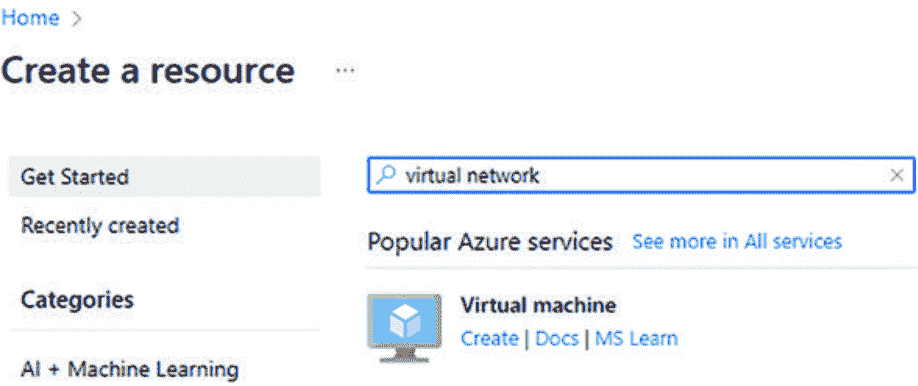 Home >
Create a resource ...
Get Started
Recently created
Categories
AI + Machine Learning
virtual network
Popular Azure services See more in All services
Virtual machine
Create | Docs | MS Learn